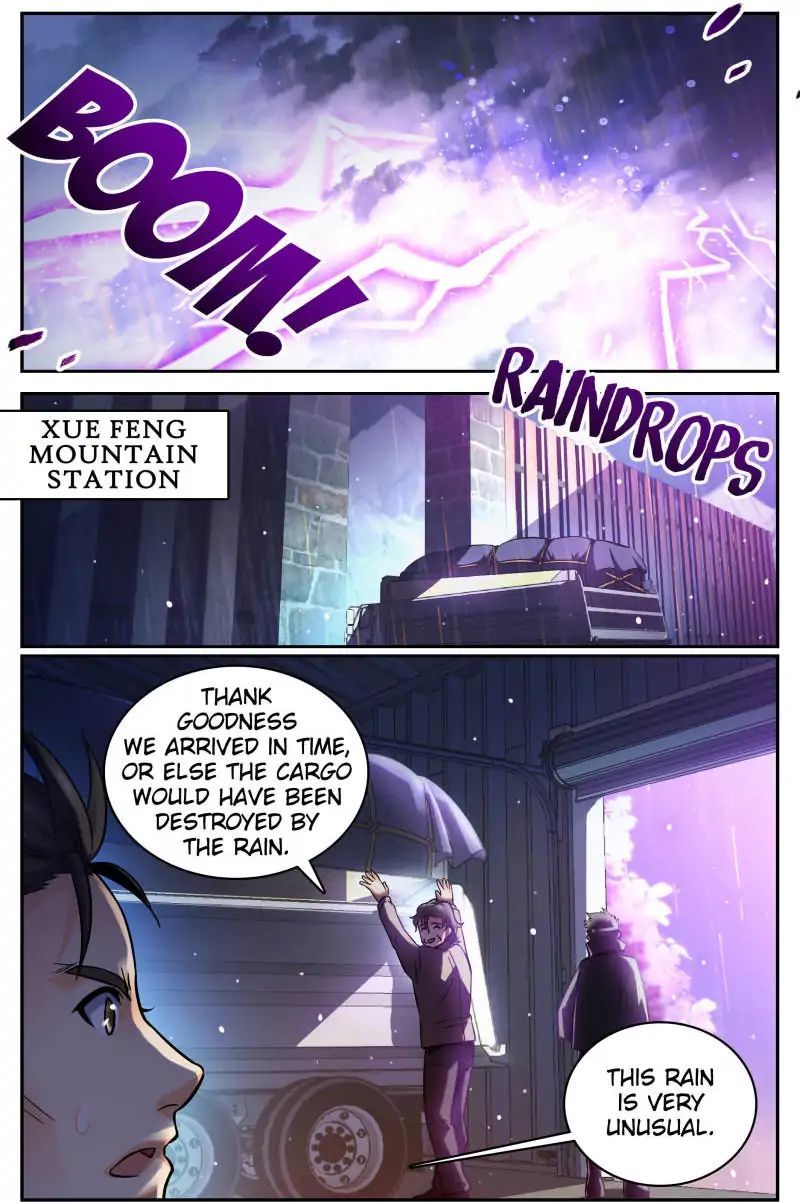 BOOM!
RAINDROPS
XUE FENG
MOUNTAIN
STATION
THANK
GOODNESS
WE ARRIVED IN TIME,
OR ELSE THE CARGO
WOULD HAVE BEEN
DESTROYED BY
THE RAIN.
THIS RAIN
IS VERY
UNUSUAL.